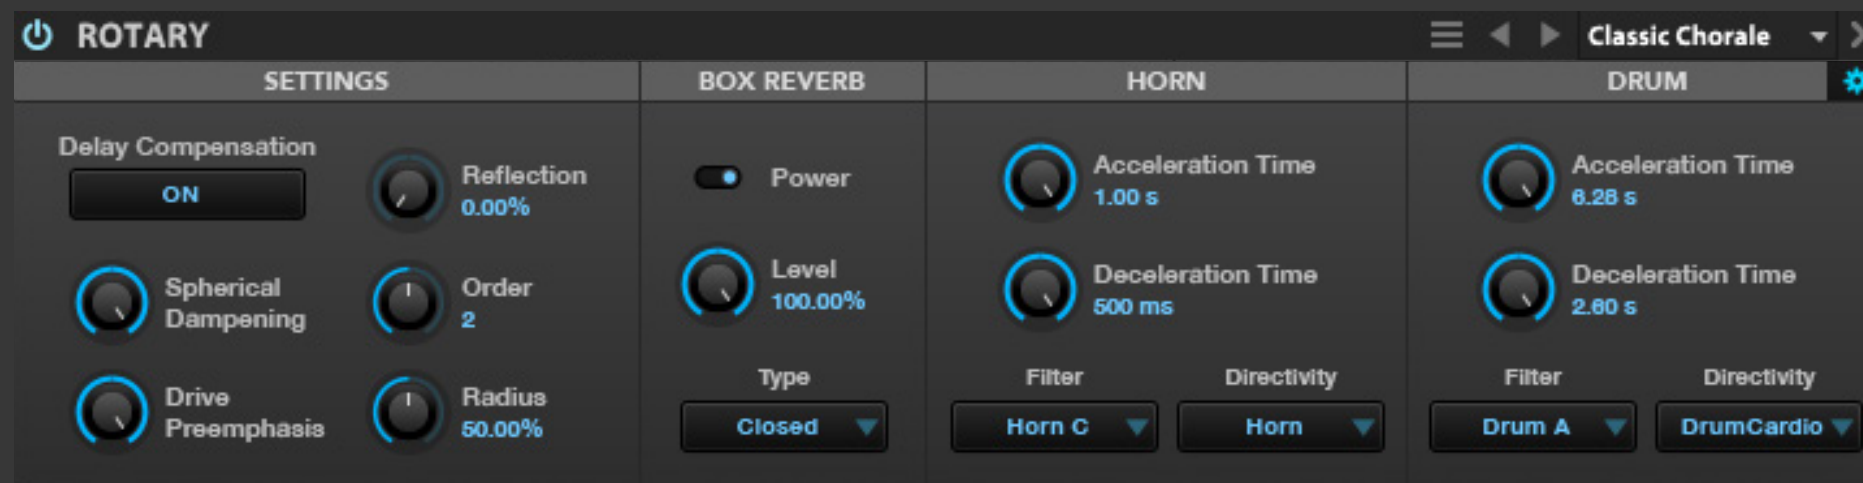 ROTARY
Classic Chorale
SETTINGS
BOX REVERB
HORN
DRUM
Delay Compensation
ON
Reflection
0.00%
Spherical
Dampening
Order
2
Drive
Preemphasis
Radius
50.00%
Power
Level
100.00%
Type
Closed
Acceleration Time
1.00 s
Deceleration Time
500 ms
Filter
Directivity
Horn C
Horn
Acceleration Time
6.28 s
Deceleration Time
2.60 s
Filter
Directivity
Drum A
DrumCardio